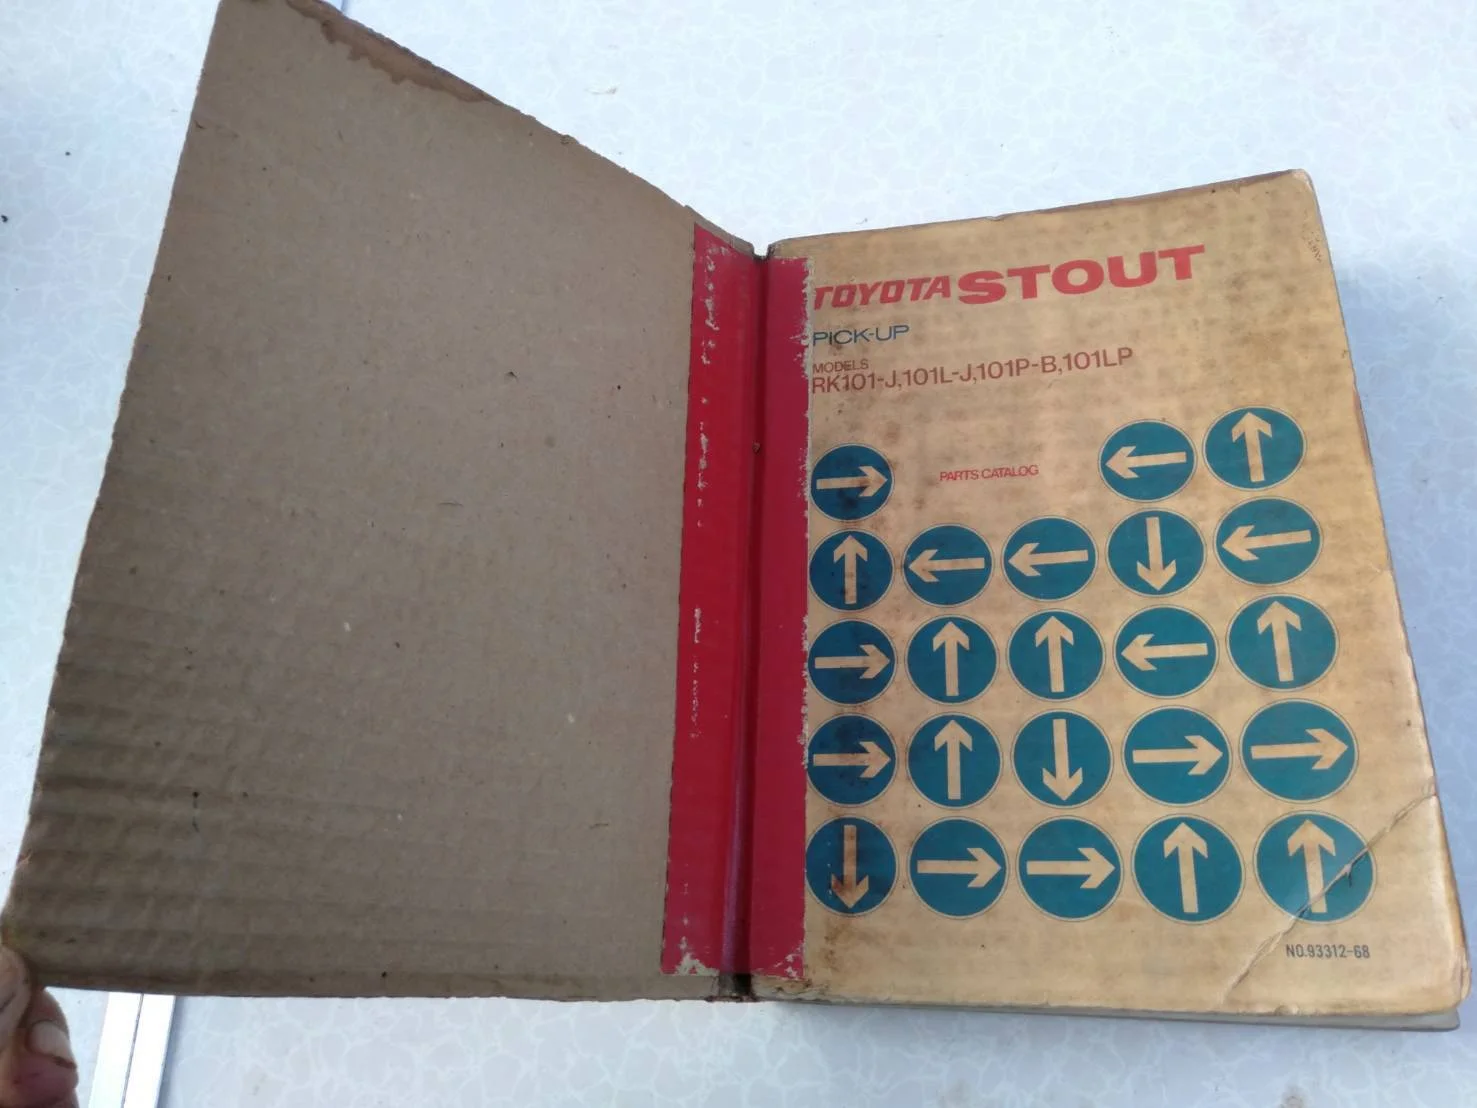 TOYOTA STOUT
PICK-UP
MODELS
RK101-J,101L-J,101P-B,101LP
PARTS CATALOG
NO.93312-68